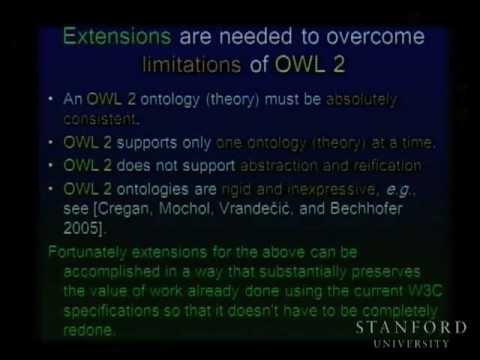 Extensions are needed to overcome
limitations of OWL 2
• An OWL 2 ontology (theory) must be absolutely
consistent.
• OWL 2 supports only one ontology (theory) at a time.
• OWL 2 does not support abstraction and reification
• OWL 2 ontologies are rigid and inexpressive, e.g.,
see [Cregan, Mochol, Vrandečić, and Bechhofer
2005].
Fortunately extensions for the above can be
accomplished in a way that substantially preserves
the value of work already done using the current W3C
specifications so that it doesn't have to be completely
redone.
STANFORD
UNIVERSITY